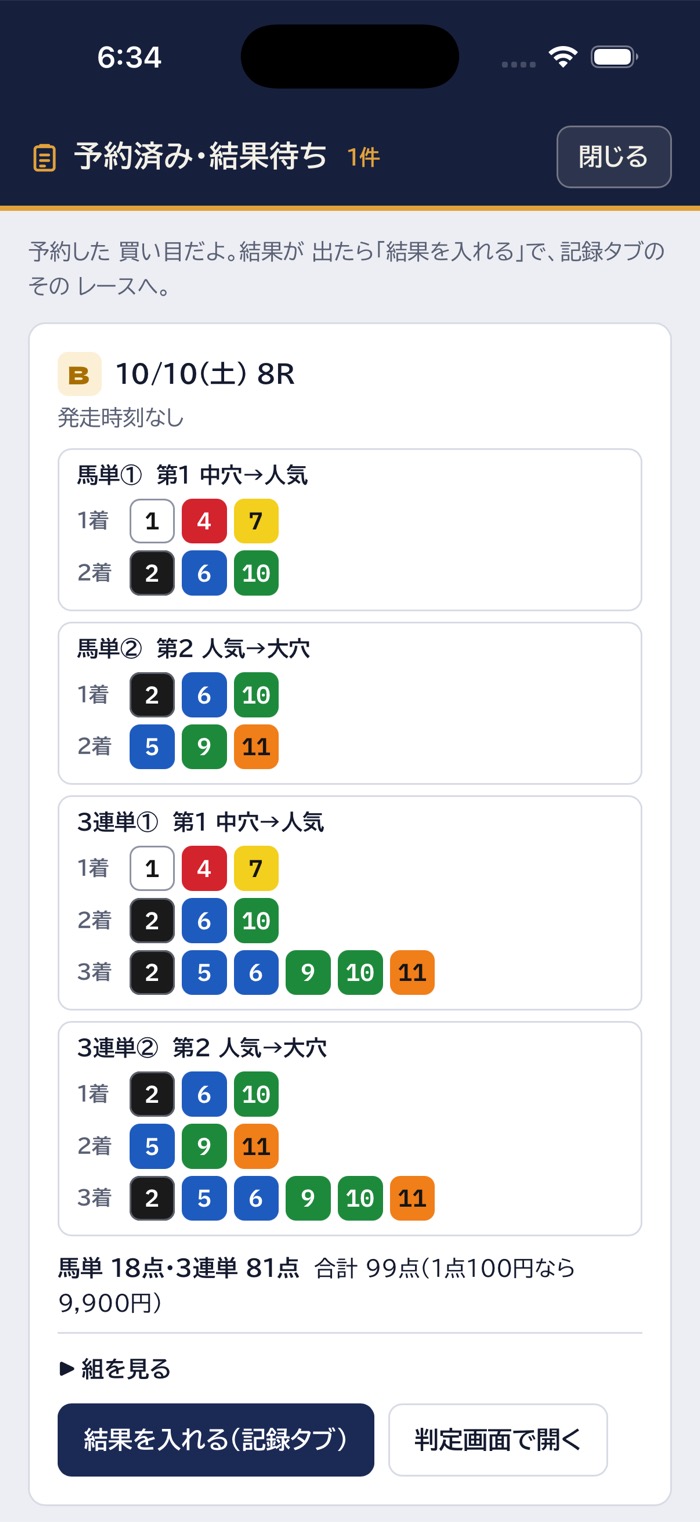 6:34
予約済み・結果待ち 1件 閉じる
予約した 買い目だよ。結果が 出たら「結果を入れる」で、記録タブの
その レースへ。
B 10/10(土) 8R
発走時刻なし
馬単① 第1 中穴→人気
1着 1 4 7
2着 2 6 10
馬単② 第2 人気→大穴
1着 2 6 10
2着 5 9 11
3連単① 第1 中穴→人気
1着 1 4 7
2着 2 6 10
3着 2 5 6 9 10 11
3連単② 第2 人気→大穴
1着 2 6 10
2着 5 9 11
3着 2 5 6 9 10 11
馬単 18点・3連単 81点 合計 99点(1点100円なら
9,900円)
▶ 組を見る
結果を入れる(記録タブ) 判定画面で開く